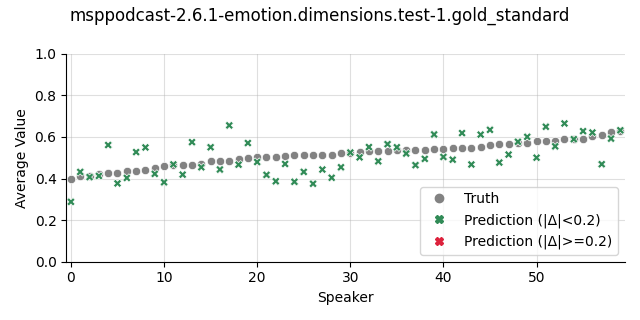 msppodcast-2.6.1-emotion.dimensions.test-1.gold_standard
1.0
0.8
0.6
0.4
0.2
0.0
Average Value
Truth
Prediction (|Δ|<0.2)
Prediction (|Δ|>=0.2)
0 10 20 30 40 50
Speaker